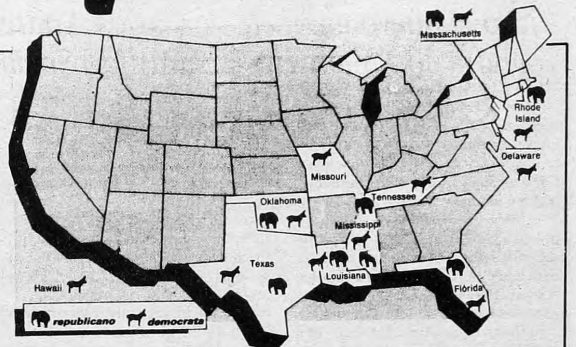 Massachusetts
Rhode
Island
Delaware
Missouri
Oklahoma
Tennessee
Mississippi
Texas
Louisiana
Hawaii
Flórida
republicano democrata